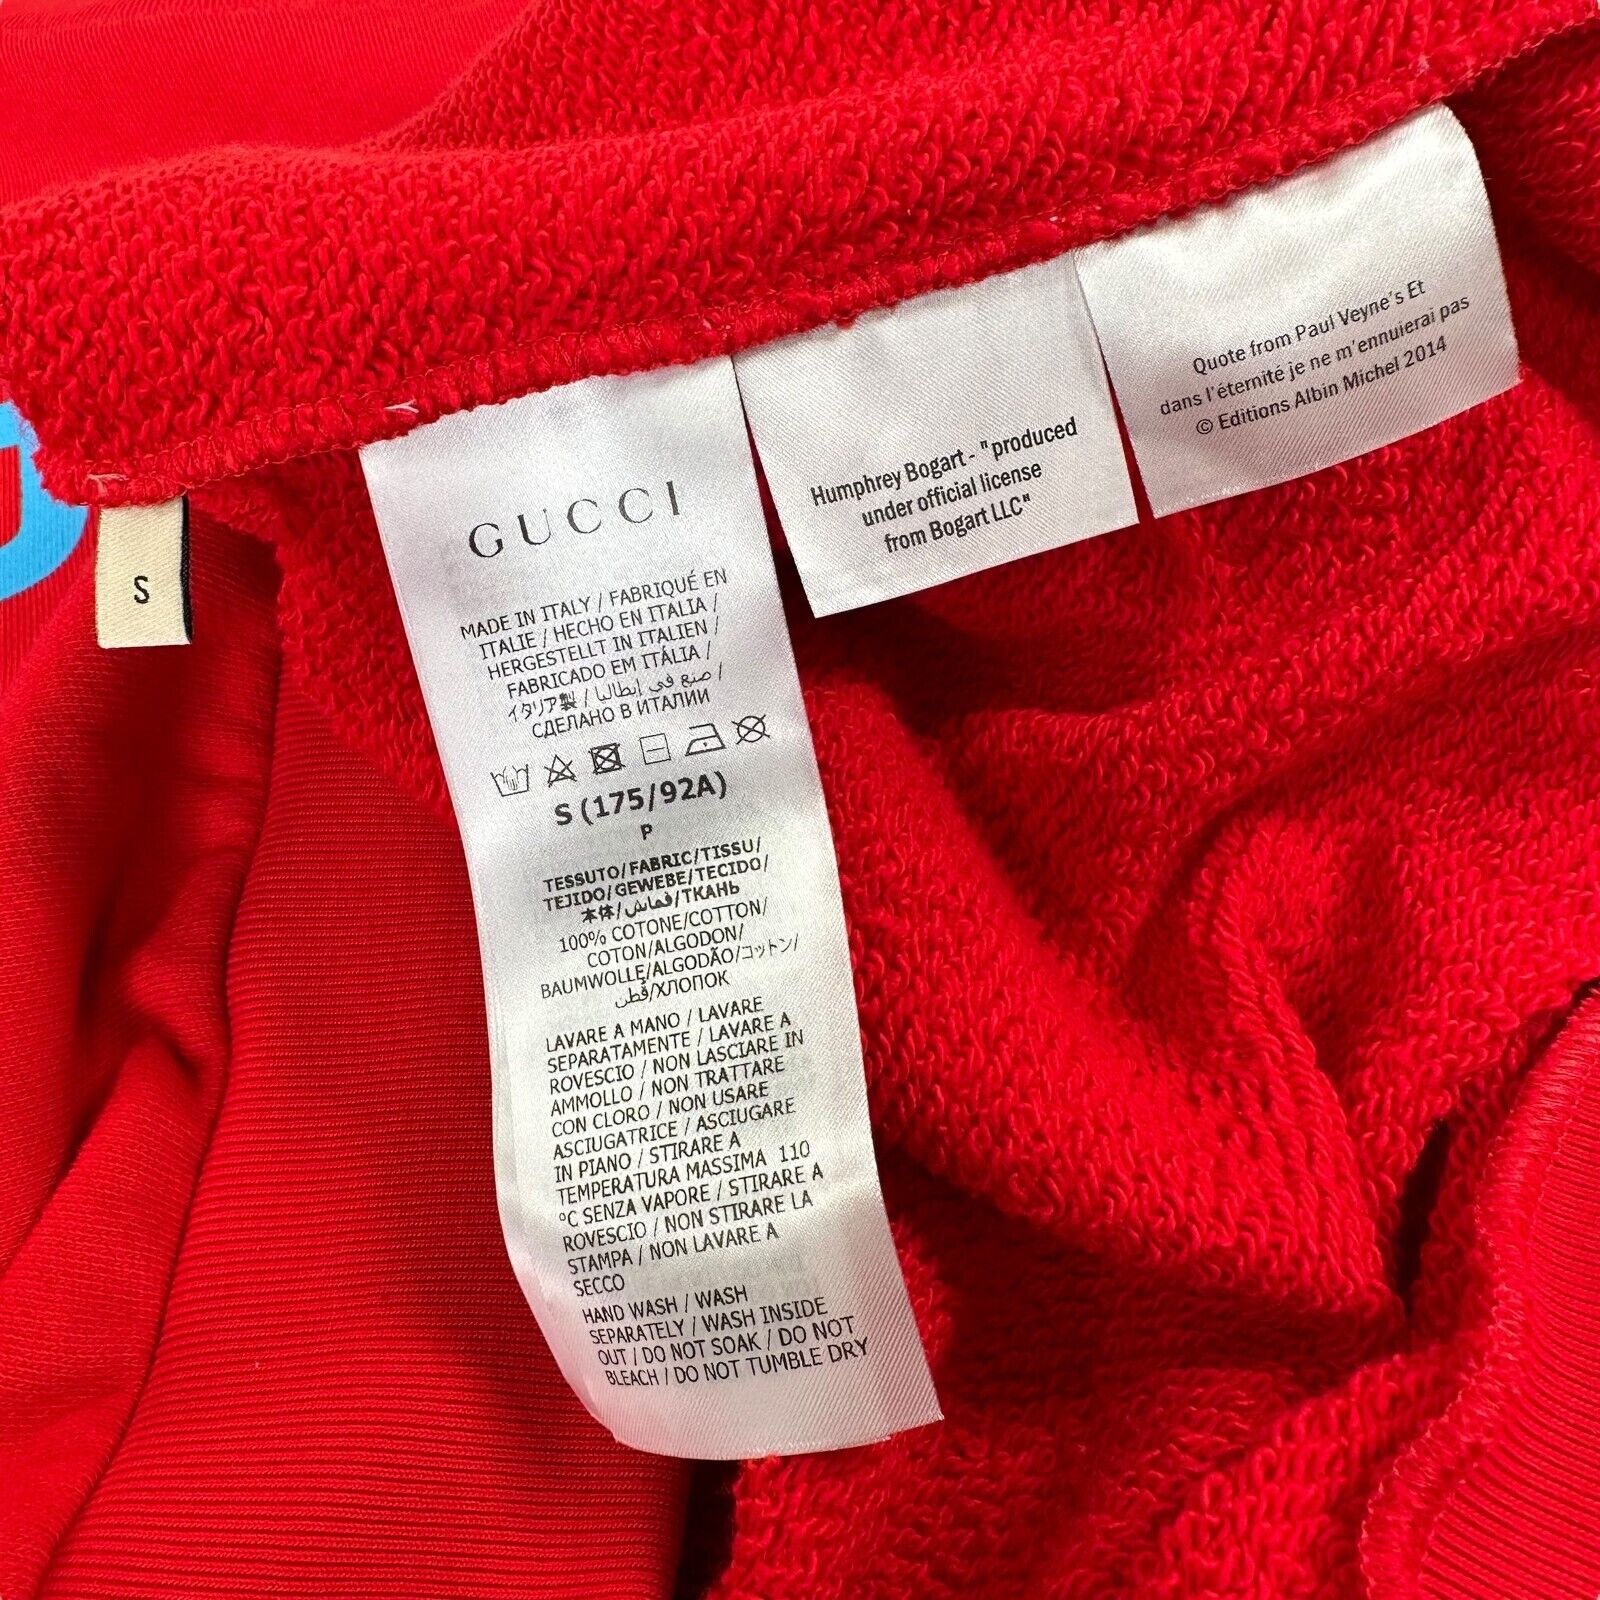 S
GUCCI
MADE IN ITALY / FABRIQUÉ EN
ITALIE / HECHO EN ITALIA /
HERGESTELLT IN ITALIEN /
FABRICADO EM ITÁLIA /
イタリア製 / صنع في إيطاليا /
СДЕЛАНО В ИТАЛИИ
S (175/92A)
P
TESSUTO/FABRIC/TISSU/
TEJIDO/GEWEBE/TECIDO/
本体/قماش/ТКАНЬ
100% COTONE/COTTON/
COTON/ALGODON/
BAUMWOLLE/ALGODÃO/コットン/
قُطن/ХЛОПОК
LAVARE A MANO / LAVARE
SEPARATAMENTE / LAVARE A
ROVESCIO / NON LASCIARE IN
AMMOLLO / NON TRATTARE
CON CLORO / NON USARE
ASCIUGATRICE / ASCIUGARE
IN PIANO / STIRARE A
TEMPERATURA MASSIMA 110
°C SENZA VAPORE / STIRARE A
ROVESCIO / NON STIRARE LA
STAMPA / NON LAVARE A
SECCO
HAND WASH / WASH
SEPARATELY / WASH INSIDE
OUT / DO NOT SOAK / DO NOT
BLEACH / DO NOT TUMBLE DRY
Humphrey Bogart - "produced
under official license
from Bogart LLC"
Quote from Paul Veyne's Et
dans l'éternité je ne m'ennuierai pas
© Editions Albin Michel 2014